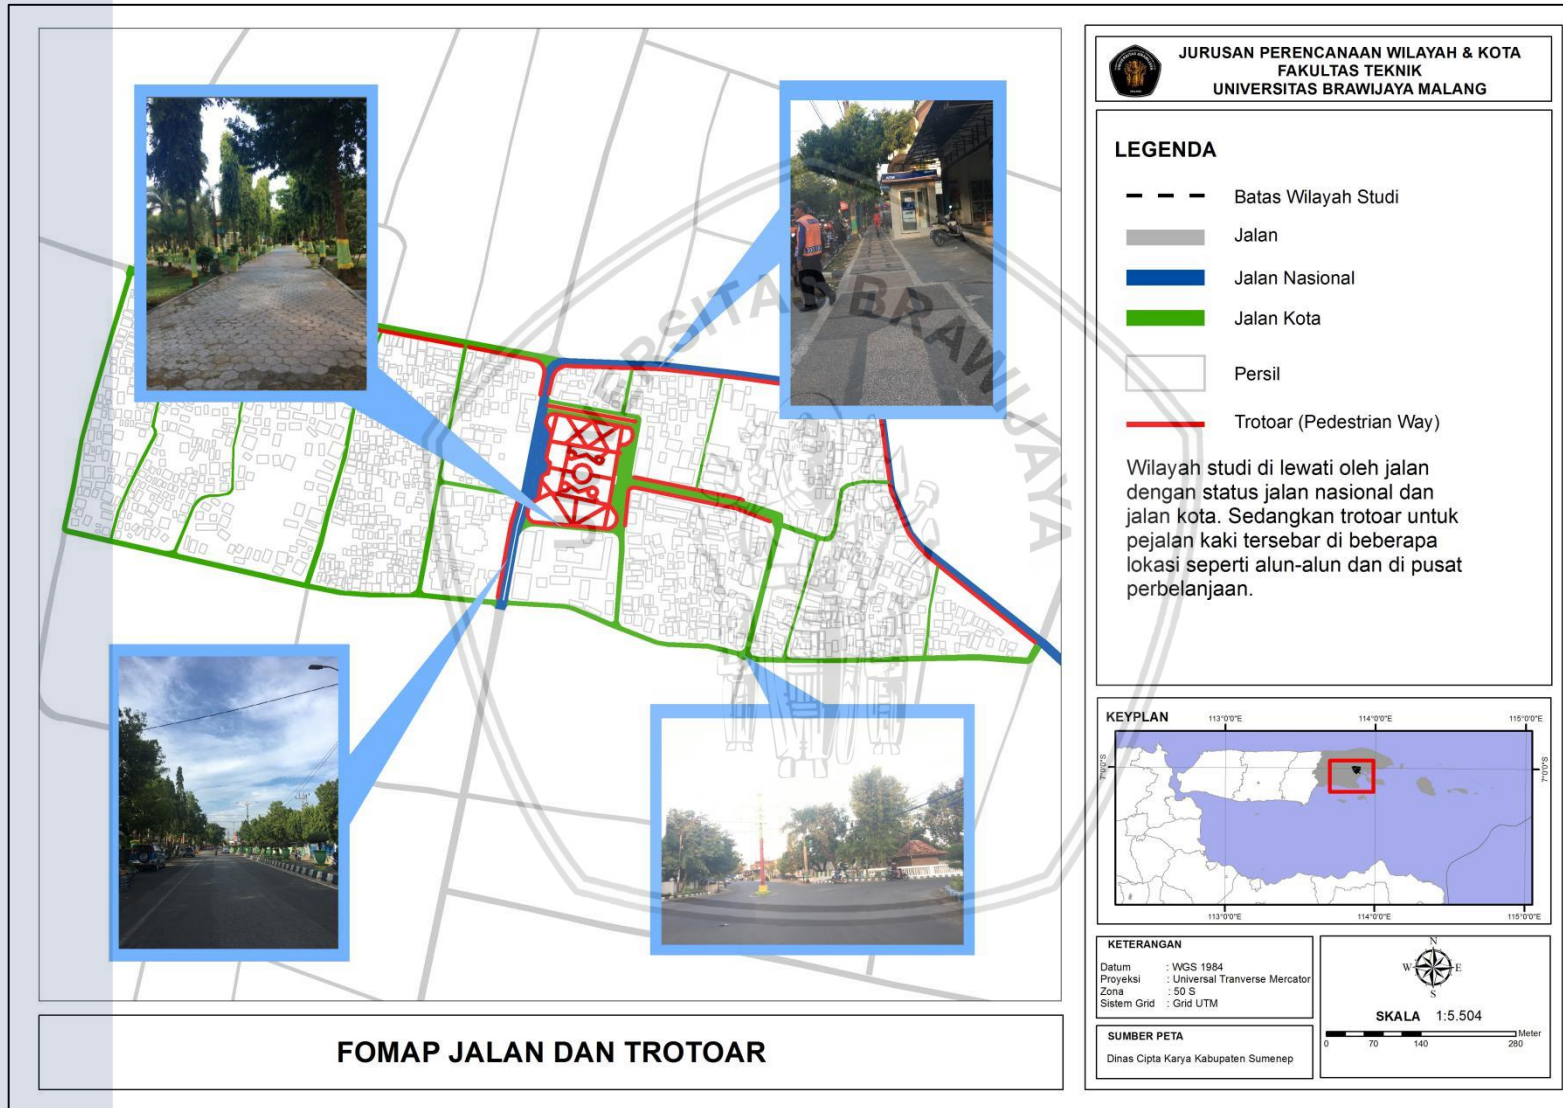 JURUSAN PERENCANAAN WILAYAH & KOTA
FAKULTAS TEKNIK
UNIVERSITAS BRAWIJAYA MALANG
LEGENDA
Batas Wilayah Studi
Jalan
Jalan Nasional
Jalan Kota
Persil
Trotoar (Pedestrian Way)
Wilayah studi di lewati oleh jalan
dengan status jalan nasional dan
jalan kota. Sedangkan trotoar untuk
pejalan kaki tersebar di beberapa
lokasi seperti alun-alun dan di pusat
perbelanjaan.
ATM
UNIVERSITAS BRAWIJAYA
KEYPLAN
113°0'0"E 114°0'0"E 115°0'0"E
7°0'0"S 7°0'0"S
113°0'0"E 114°0'0"E 115°0'0"E
KETERANGAN
Datum : WGS 1984
Proyeksi : Universal Tranverse Mercator
Zona : 50 S
Sistem Grid : Grid UTM
N
W E
S
SKALA 1:5.504
Meter
0 70 140 280
SUMBER PETA
Dinas Cipta Karya Kabupaten Sumenep
FOMAP JALAN DAN TROTOAR